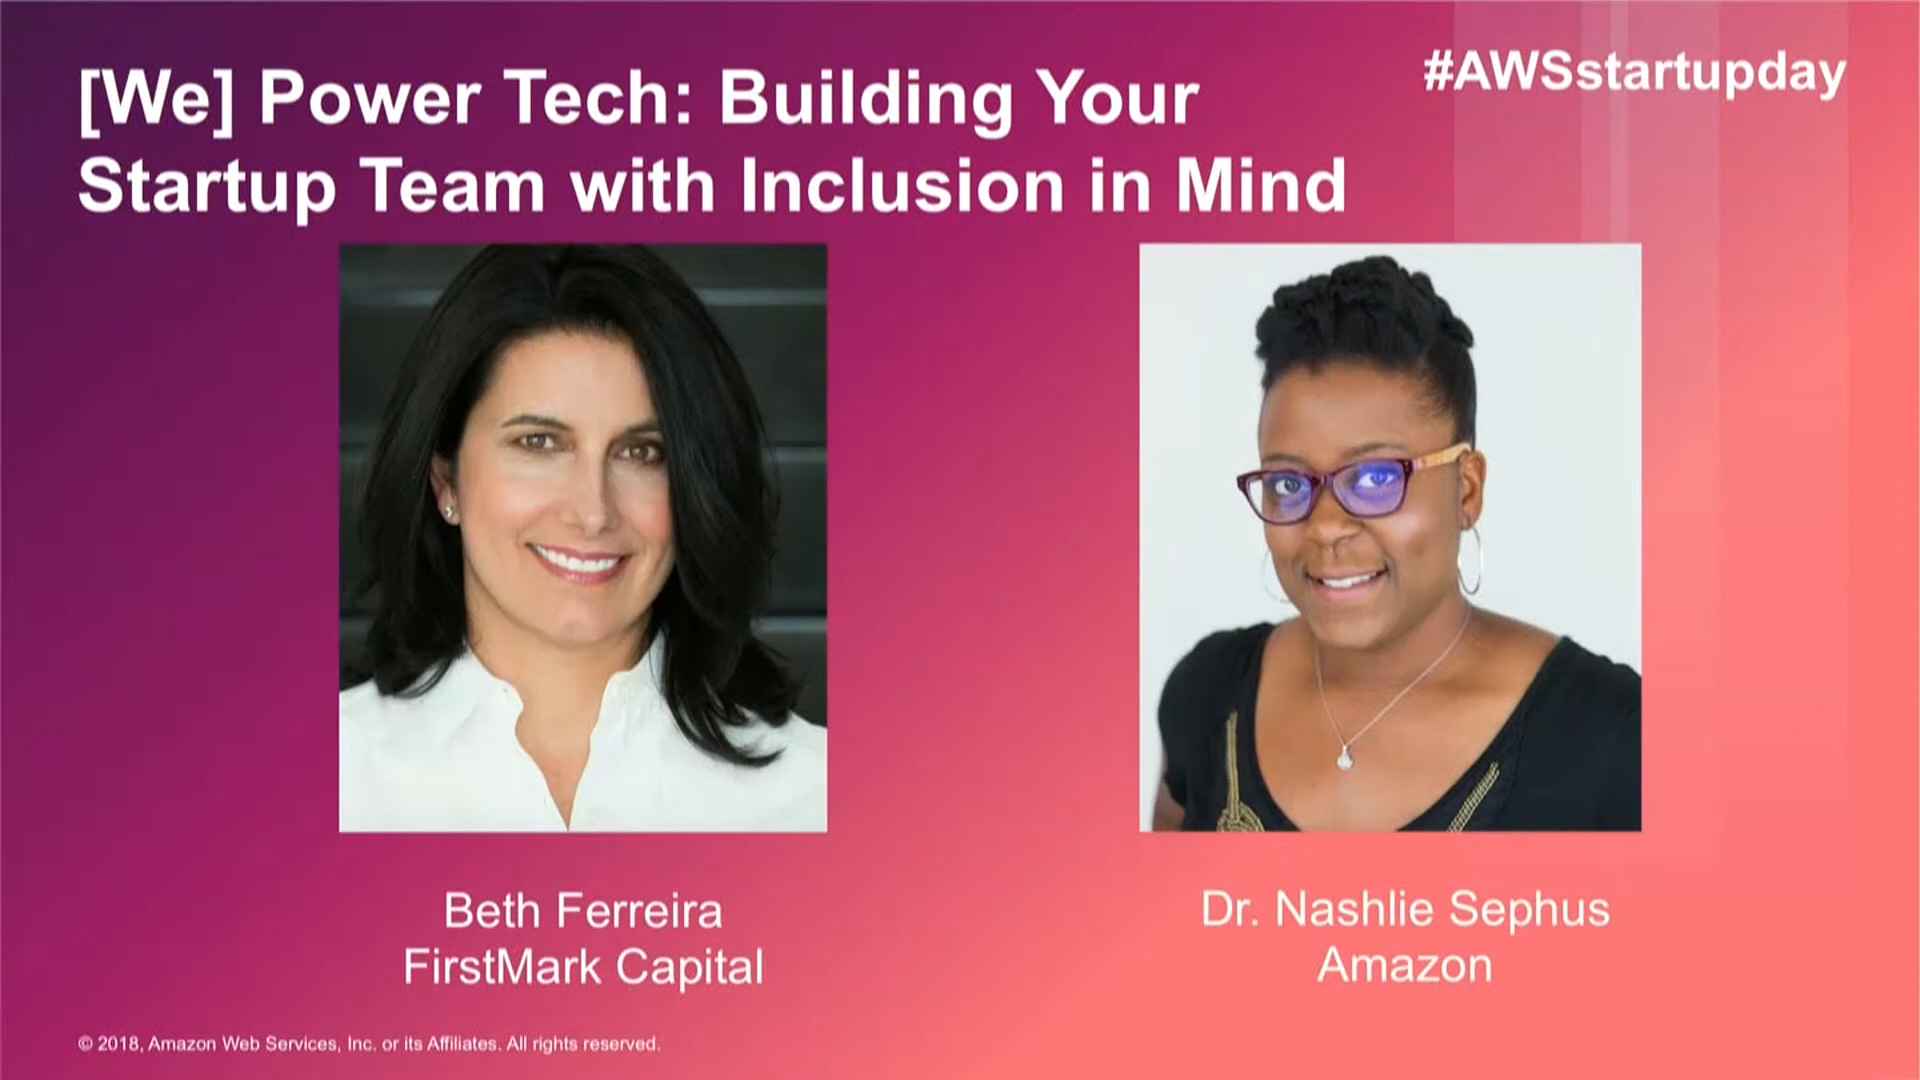 #AWSstartupday
[We] Power Tech: Building Your
Startup Team with Inclusion in Mind
Beth Ferreira
FirstMark Capital
Dr. Nashlie Sephus
Amazon
© 2018, Amazon Web Services, Inc. or its Affiliates. All rights reserved.